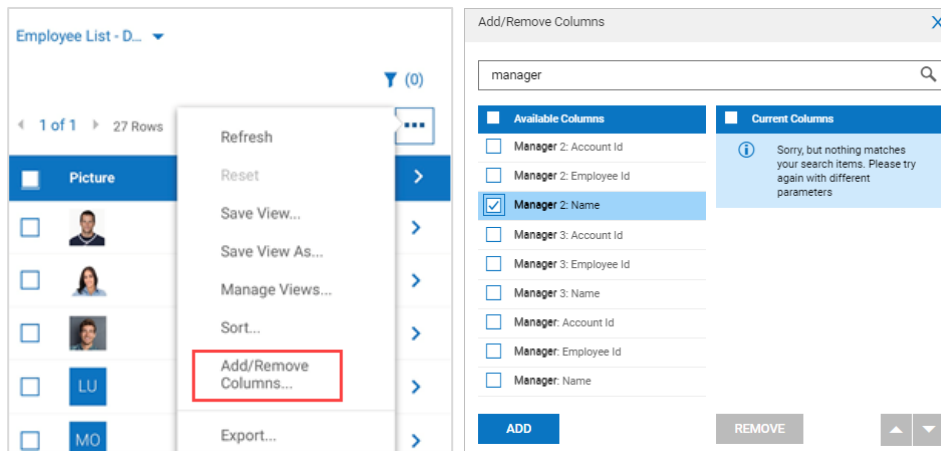 Employee List - D...
(0)
1 of 1
27 Rows
...
Picture
LU
MO
Refresh
Reset
Save View...
Save View As...
Manage Views...
Sort...
Add/Remove
Columns...
Export...
Add/Remove Columns
manager
Available Columns
Manager 2: Account Id
Manager 2: Employee Id
Manager 2: Name
Manager 3: Account Id
Manager 3: Employee Id
Manager 3: Name
Manager: Account Id
Manager: Employee Id
Manager: Name
ADD
Current Columns
Sorry, but nothing matches
your search items. Please try
again with different
parameters
REMOVE